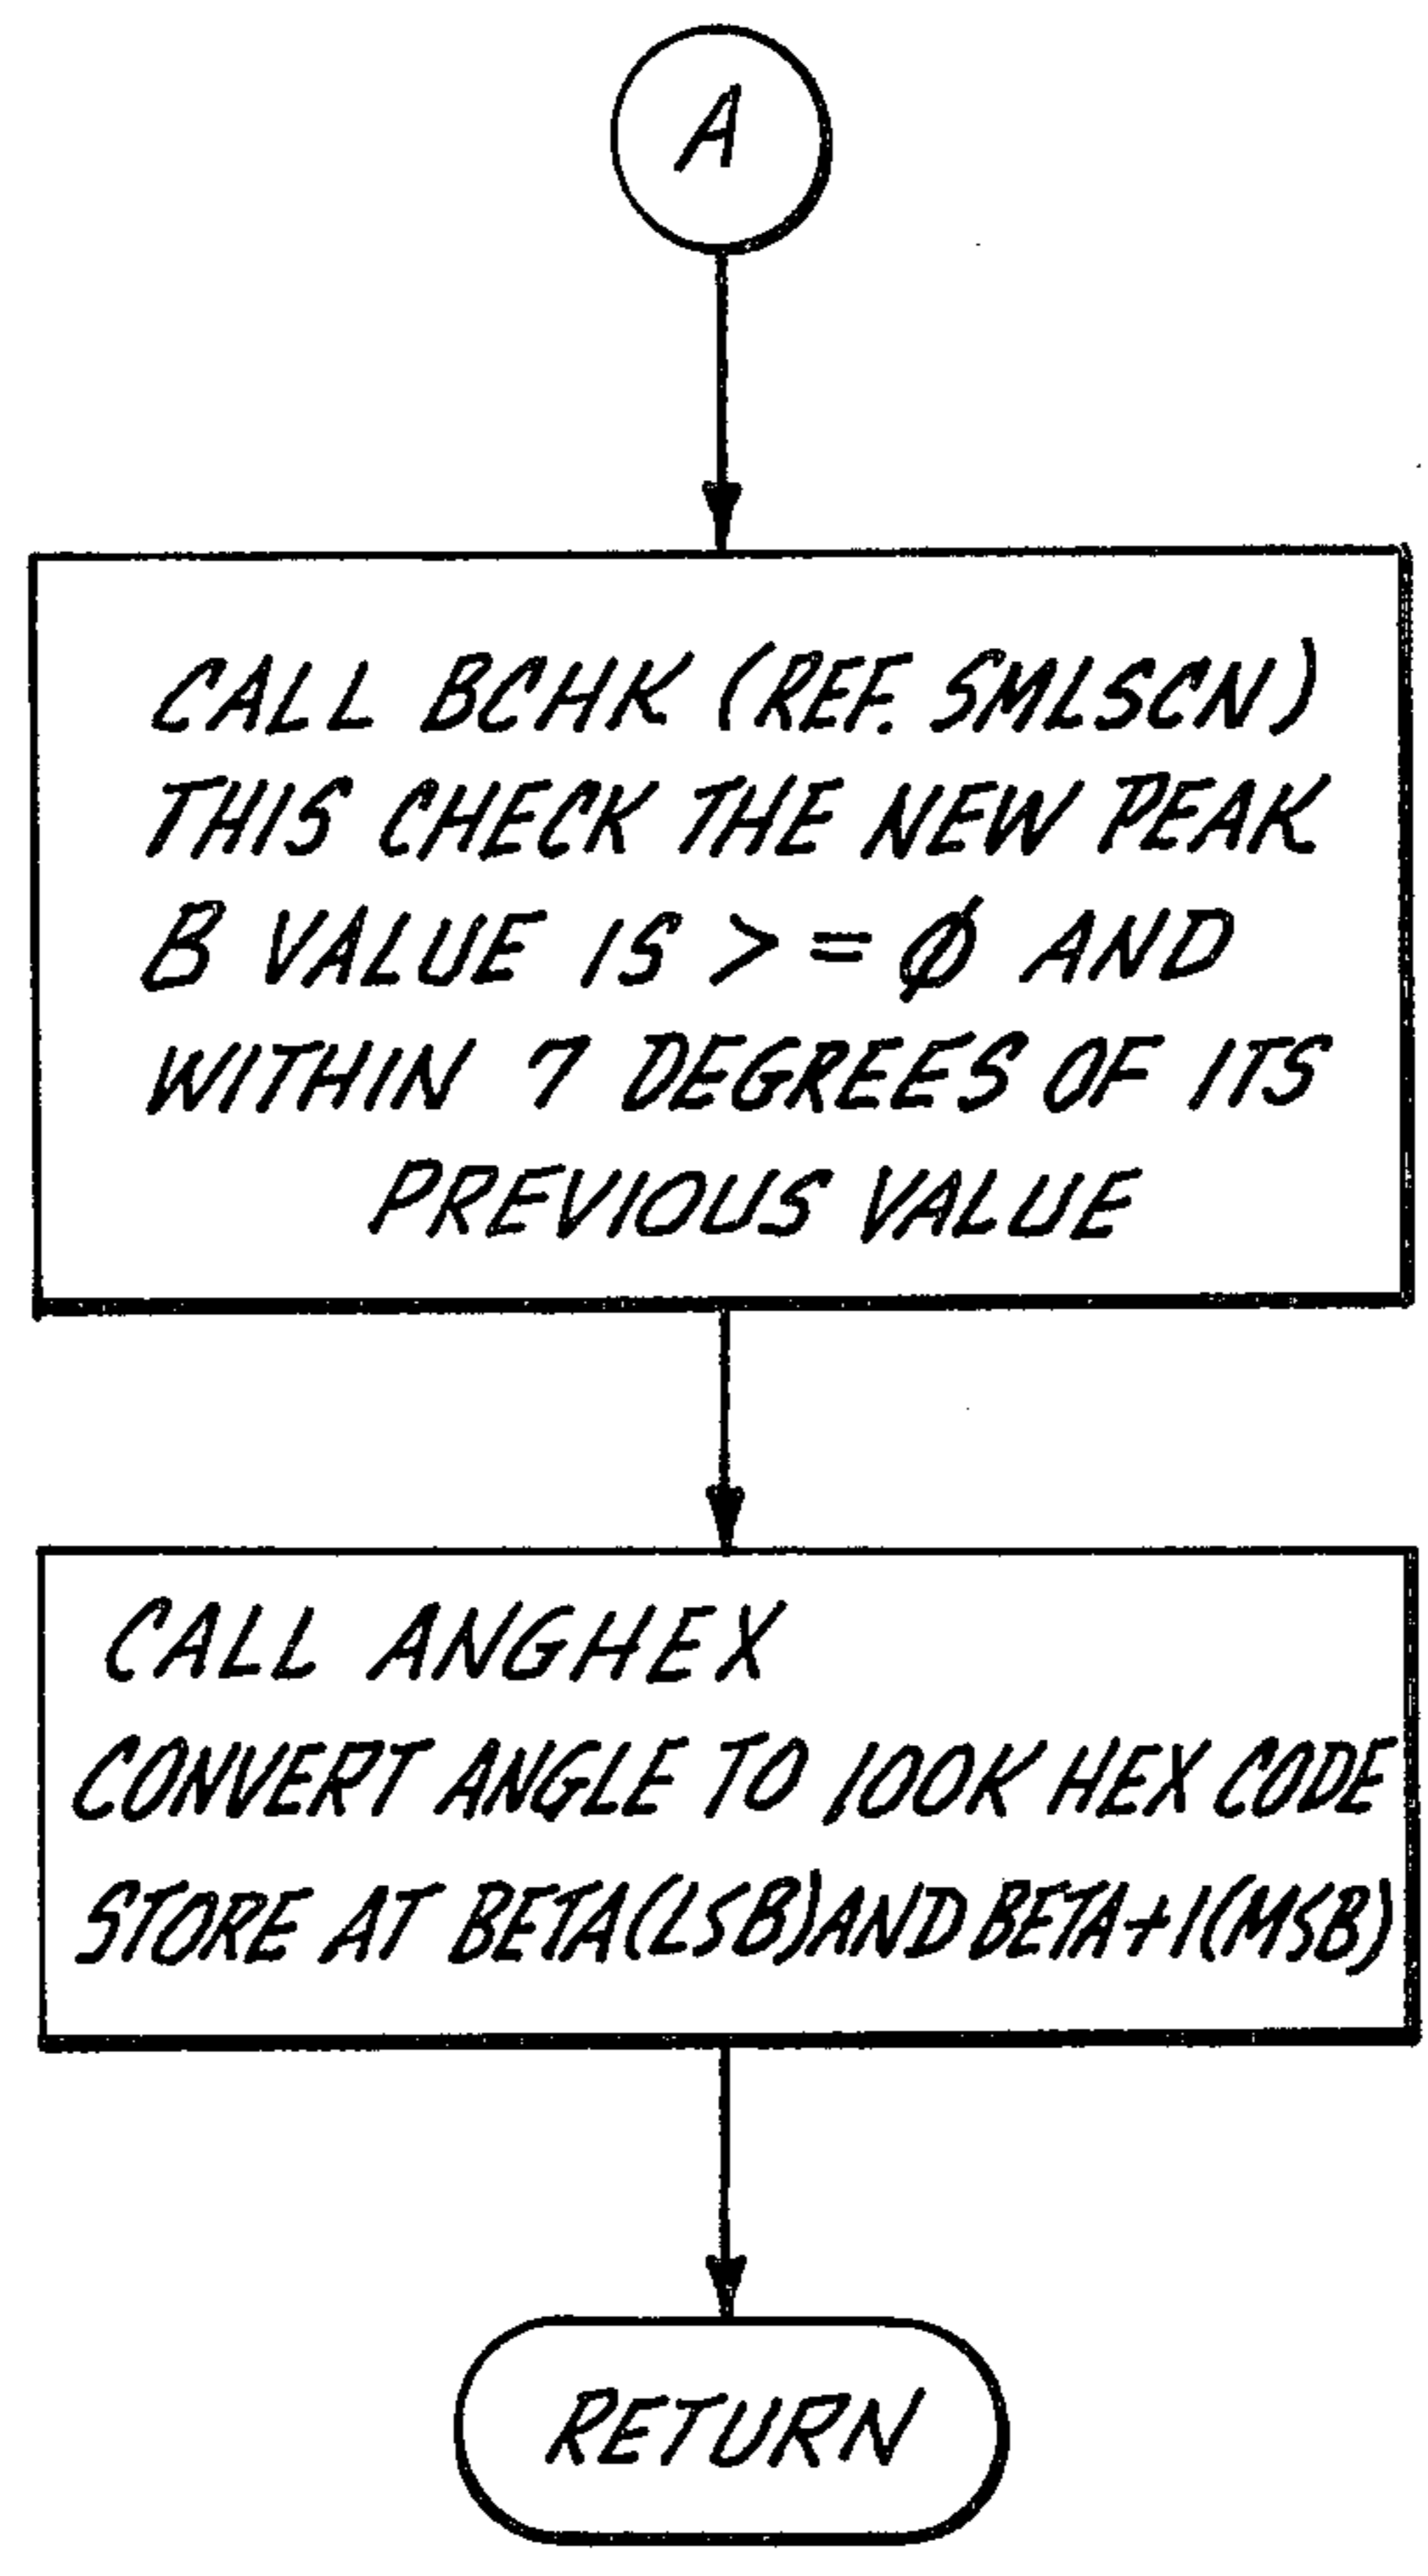 A
CALL BCHK (REF. SMLSCN)
THIS CHECK THE NEW PEAK
B VALUE IS >= Ø AND
WITHIN 7 DEGREES OF ITS
PREVIOUS VALUE
CALL ANGHEX
CONVERT ANGLE TO 100K HEX CODE
STORE AT BETA(LSB) AND BETA+1(MSB)
RETURN